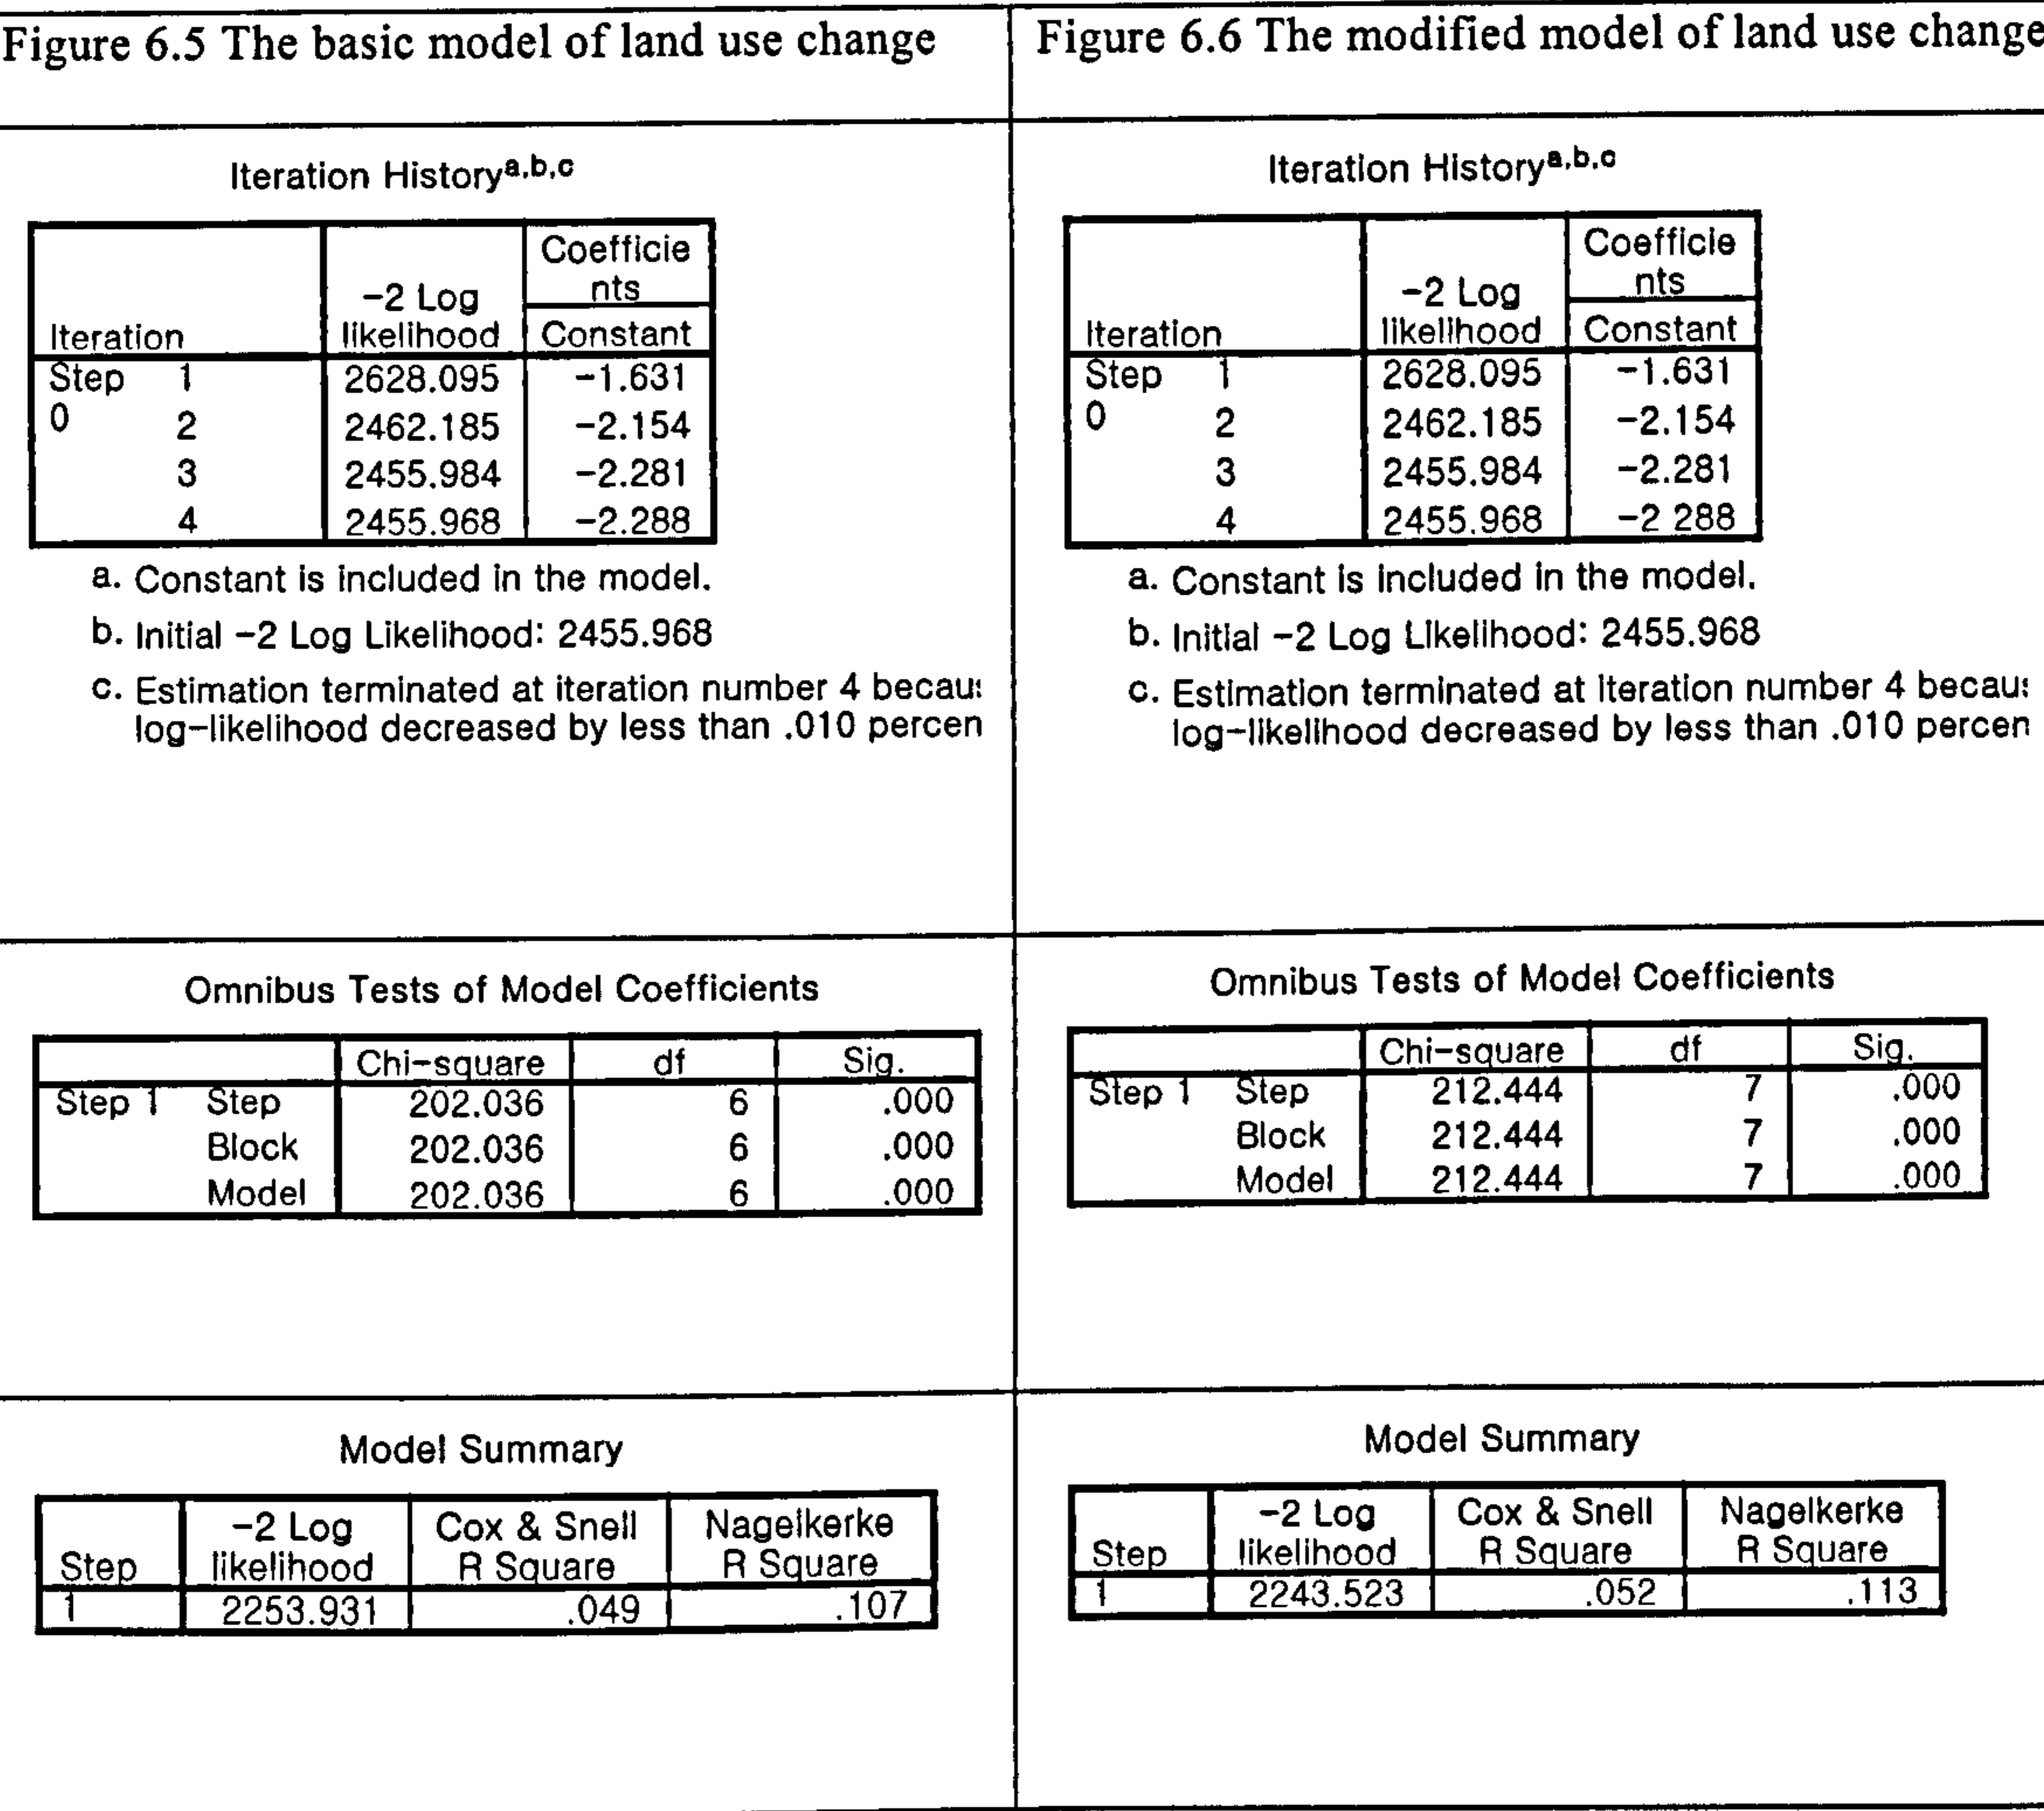 Figure 6.5 The basic model of land use change
Iteration History a,b,c
Coefficie
nts
-2 Log
Iteration likelihood Constant
Step 1 2628.095 -1.631
0 2 2462.185 -2.154
3 2455.984 -2.281
4 2455.968 -2.288
a. Constant is included in the model.
b. Initial -2 Log Likelihood: 2455.968
c. Estimation terminated at iteration number 4 becau
log-likelihood decreased by less than .010 percen
Omnibus Tests of Model Coefficients
Chi-square df Sig.
Step 1 Step 202.036 6 .000
Block 202.036 6 .000
Model 202.036 6 .000
Model Summary
-2 Log Cox & Snell Nagelkerke
Step likelihood R Square R Square
1 2253.931 .049 .107
Figure 6.6 The modified model of land use change
Iteration History a,b,c
Coefficie
nts
-2 Log
Iteration likelihood Constant
Step 1 2628.095 -1.631
0 2 2462.185 -2.154
3 2455.984 -2.281
4 2455.968 -2 288
a. Constant is included in the model.
b. Initial -2 Log Likelihood: 2455.968
c. Estimation terminated at iteration number 4 becau
log-likelihood decreased by less than .010 percen
Omnibus Tests of Model Coefficients
Chi-square df Sig.
Step 1 Step 212.444 7 .000
Block 212.444 7 .000
Model 212.444 7 .000
Model Summary
-2 Log Cox & Snell Nagelkerke
Step likelihood R Square R Square
1 2243.523 .052 .113